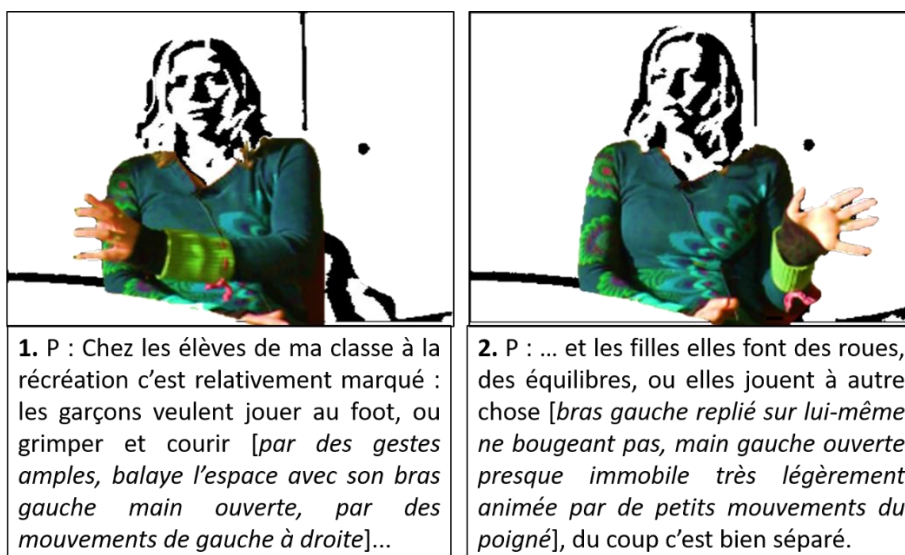 1. P : Chez les élèves de ma classe à la
récréation c’est relativement marqué :
les garçons veulent jouer au foot, ou
grimper et courir [par des gestes
amples, balaye l’espace avec son bras
gauche main ouverte, par des
mouvements de gauche à droite]...
2. P : ... et les filles elles font des roues,
des équilibres, ou elles jouent à autre
chose [bras gauche replié sur lui-même
ne bougeant pas, main gauche ouverte
presque immobile très légèrement
animée par de petits mouvements du
poigné], du coup c’est bien séparé.